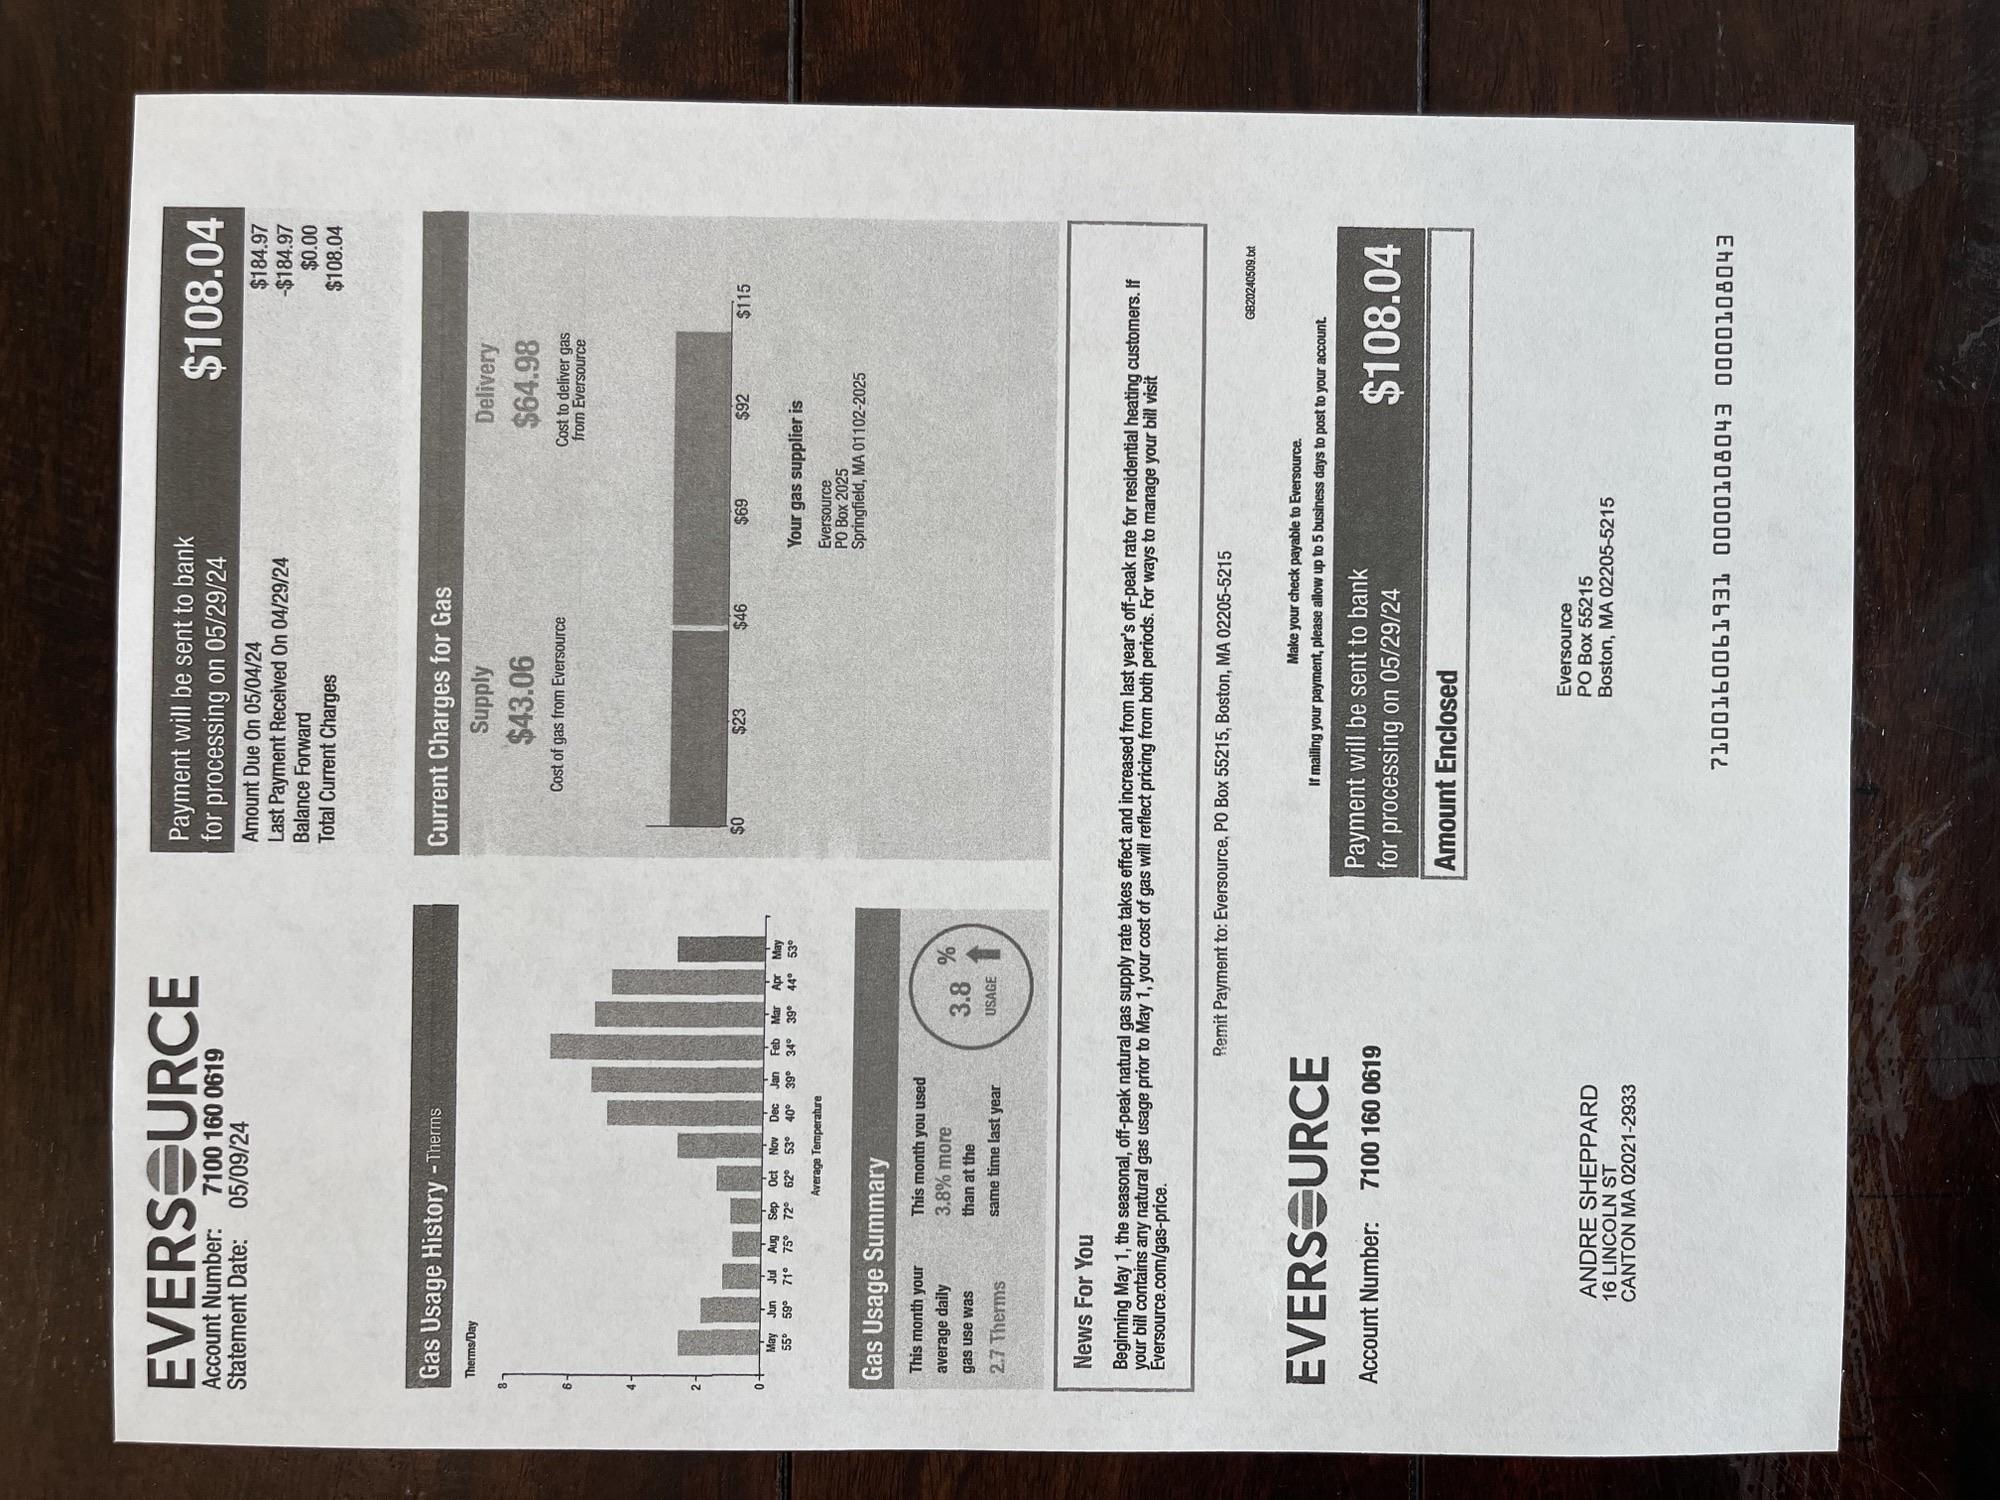 EVERSOURCE
Account Number: 7100 160 0619
Statement Date: 05/09/24
Payment will be sent to bank
for processing on 05/29/24
$108.04
Amount Due On 05/04/24 $184.97
Last Payment Received On 04/29/24 -$184.97
Balance Forward $0.00
Total Current Charges $108.04
Gas Usage History - Therms
Therms/Day
8
6
4
2
0
May Jun Jul Aug Sep Oct Nov Dec Jan Feb Mar Apr May
55° 59° 71° 75° 72° 62° 53° 40° 39° 34° 39° 44° 53°
Average Temperature
Gas Usage Summary
This month your
average daily
gas use was
2.7 Therms
This month you used
3.8% more
than at the
same time last year
3.8 %
USAGE
Current Charges for Gas
Supply
$43.06
Cost of gas from Eversource
Delivery
$64.98
Cost to deliver gas
from Eversource
$0 $23 $46 $69 $92 $115
Your gas supplier is
Eversource
PO Box 2025
Springfield, MA 01102-2025
News For You
Beginning May 1, the seasonal, off-peak natural gas supply rate takes effect and increased from last year's off-peak rate for residential heating customers. If
your bill contains any natural gas usage prior to May 1, your cost of gas will reflect pricing from both periods. For ways to manage your bill visit
Eversource.com/gas-price.
Remit Payment to: Eversource, PO Box 55215, Boston, MA 02205-5215
GB20240509.txt
EVERSOURCE
Account Number: 7100 160 0619
Make your check payable to Eversource.
If mailing your payment, please allow up to 5 business days to post to your account.
Payment will be sent to bank
for processing on 05/29/24
$108.04
Amount Enclosed
ANDRE SHEPPARD
16 LINCOLN ST
CANTON MA 02021-2933
Eversource
PO Box 55215
Boston, MA 02205-5215
7100160061931 0000108043 0000108043